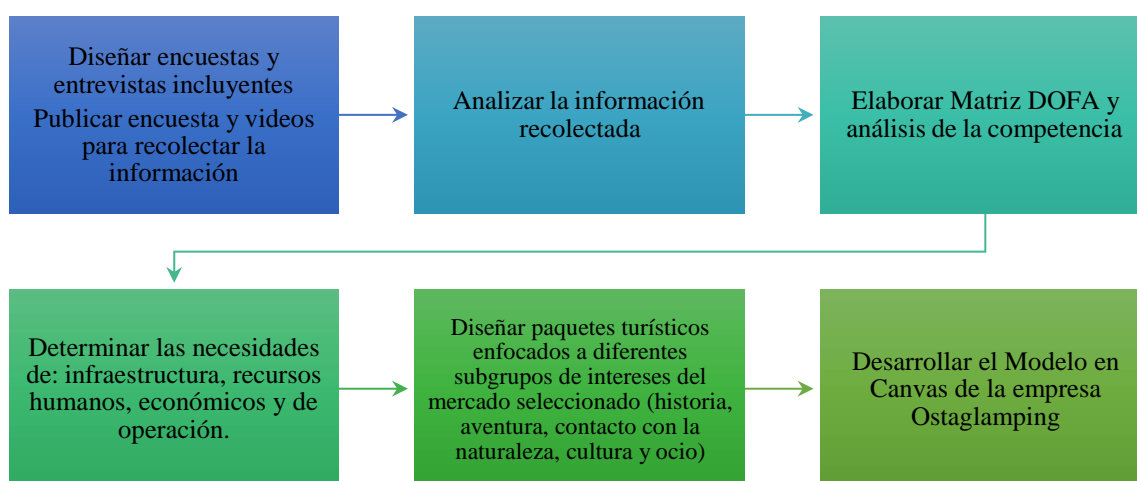 Diseñar encuestas y
entrevistas incluyentes
Publicar encuesta y videos
para recolectar la
información
Analizar la información
recolectada
Elaborar Matriz DOFA y
análisis de la competencia
Determinar las necesidades
de: infraestructura, recursos
humanos, económicos y de
operación.
Diseñar paquetes turísticos
enfocados a diferentes
subgrupos de intereses del
mercado seleccionado (historia,
aventura, contacto con la
naturaleza, cultura y ocio)
Desarrollar el Modelo en
Canvas de la empresa
Ostaglamping